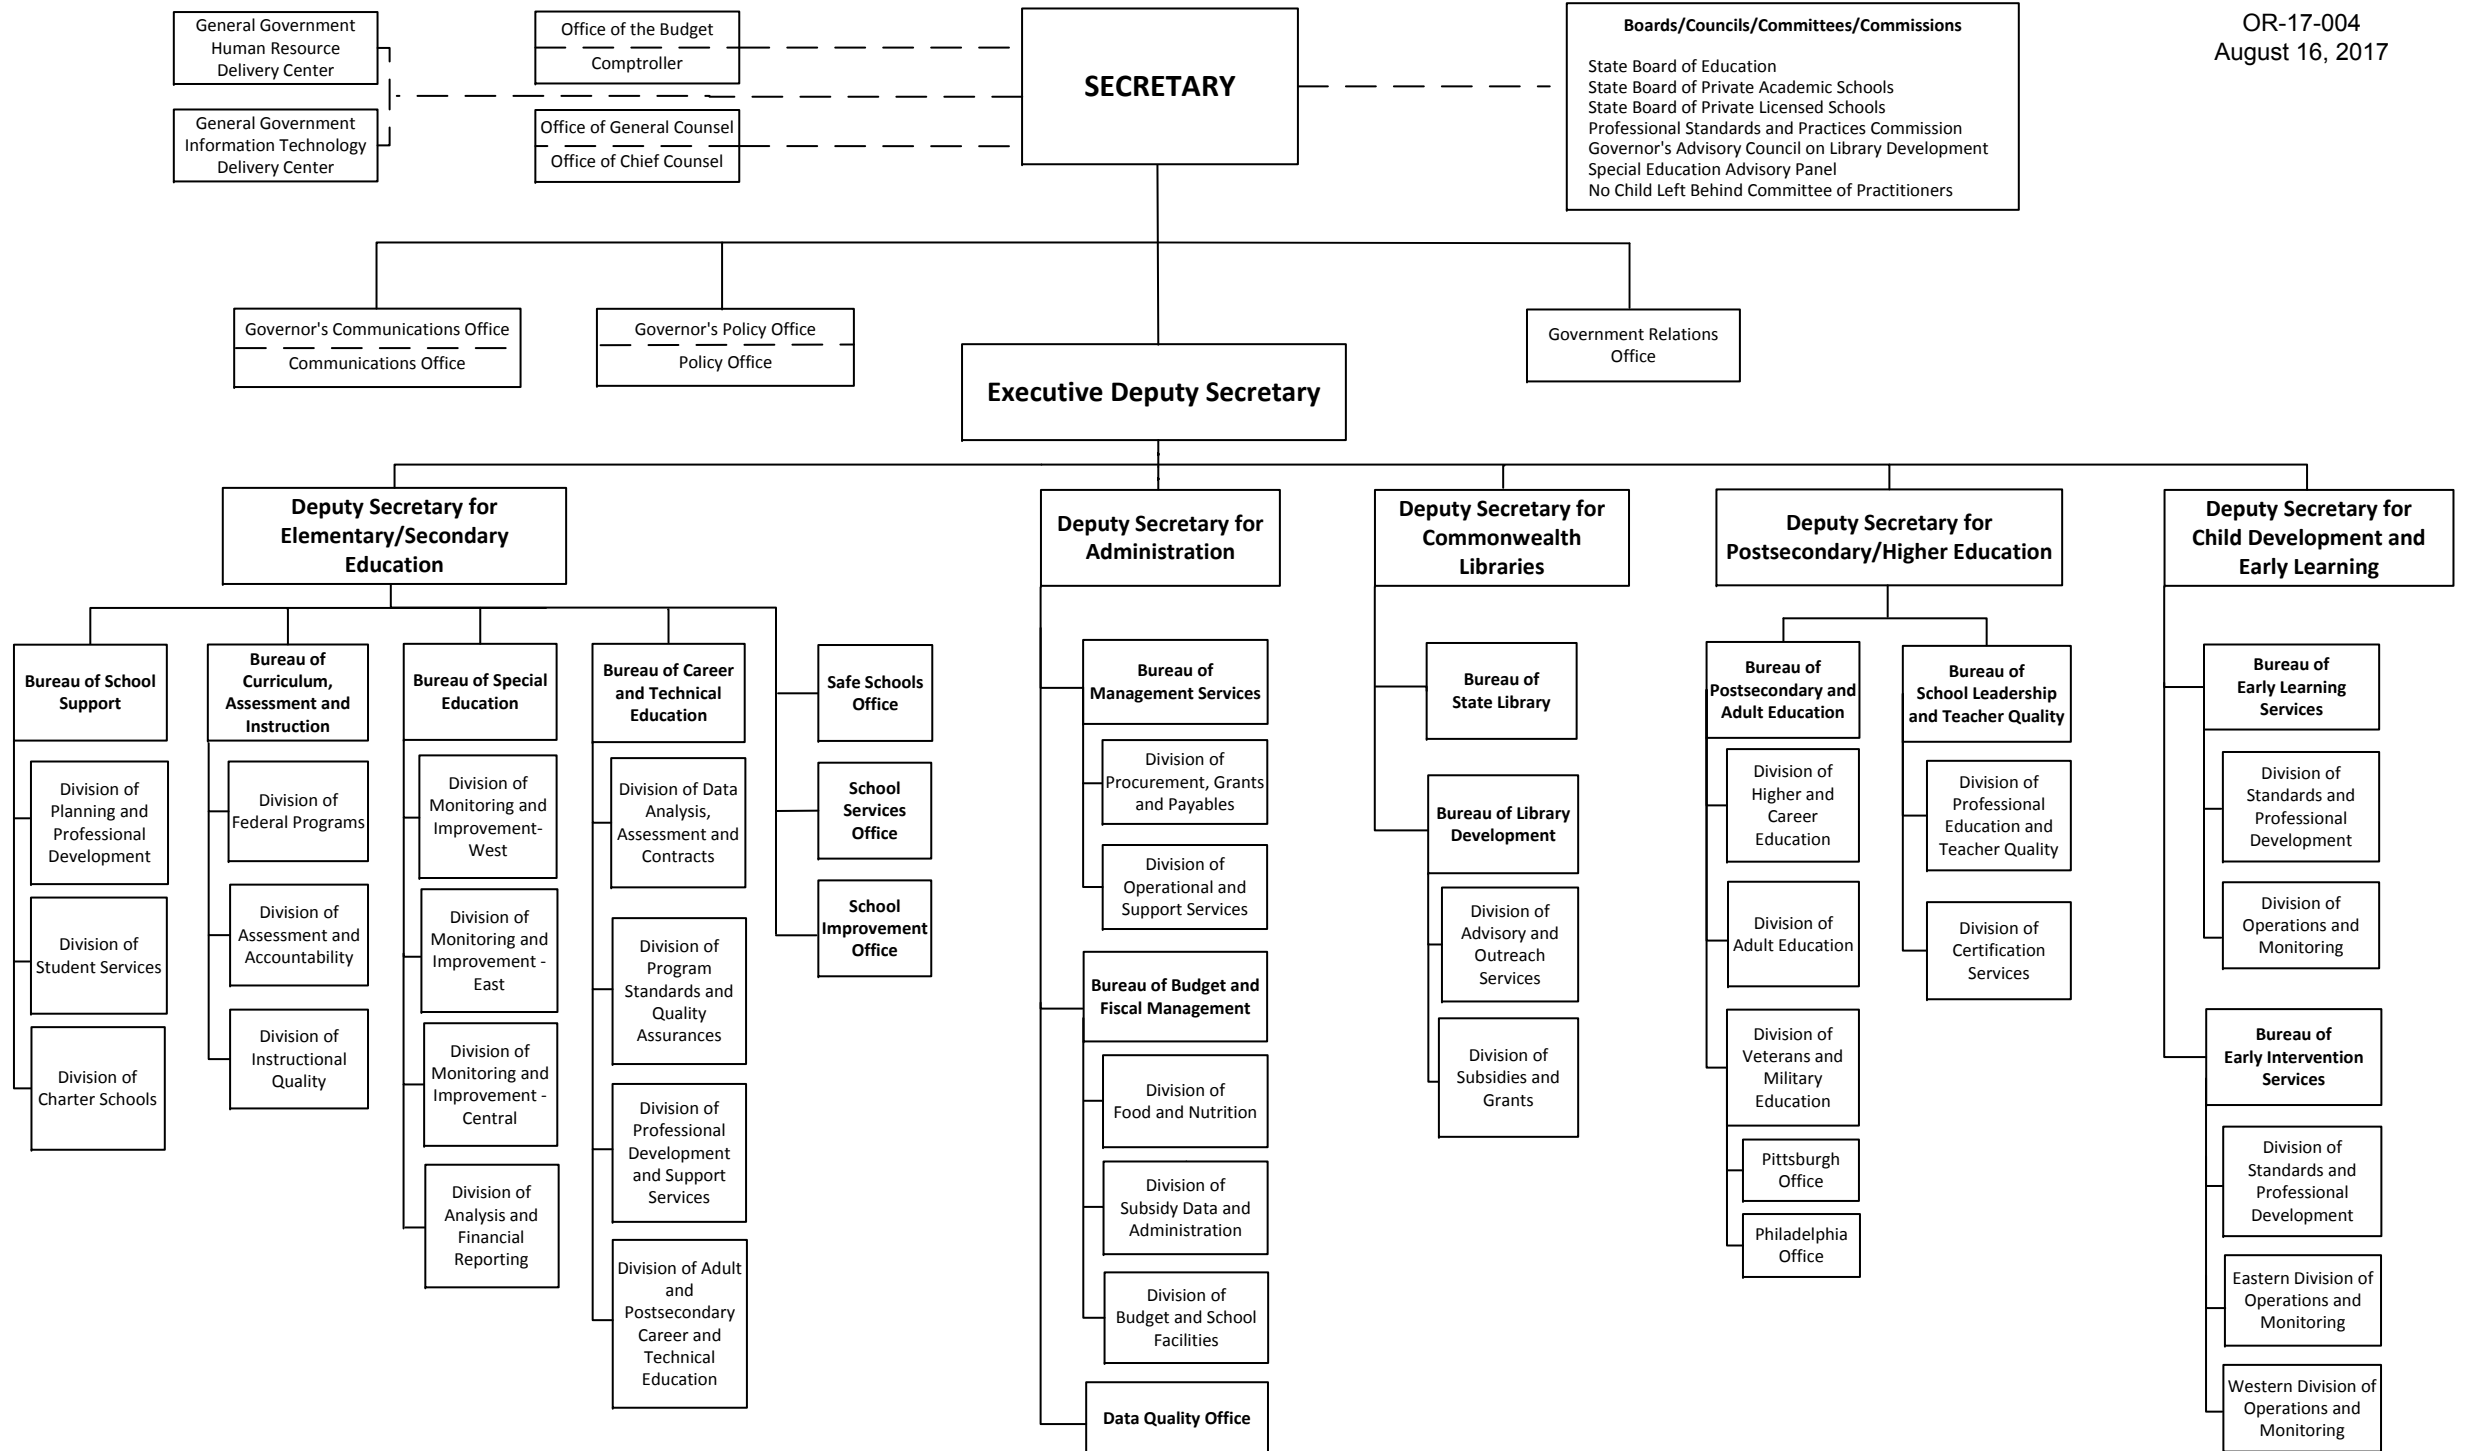 OR-17-004
August 16, 2017
General Government
Human Resource
Delivery Center
General Government
Information Technology
Delivery Center
Office of the Budget
Comptroller
Office of General Counsel
Office of Chief Counsel
SECRETARY
Boards/Councils/Committees/Commissions
State Board of Education
State Board of Private Academic Schools
State Board of Private Licensed Schools
Professional Standards and Practices Commission
Governor's Advisory Council on Library Development
Special Education Advisory Panel
No Child Left Behind Committee of Practitioners
Governor's Communications Office
Communications Office
Governor's Policy Office
Policy Office
Government Relations
Office
Executive Deputy Secretary
Deputy Secretary for
Elementary/Secondary
Education
Bureau of School
Support
Division of
Planning and
Professional
Development
Division of
Student Services
Division of
Charter Schools
Bureau of
Curriculum,
Assessment and
Instruction
Division of
Federal Programs
Division of
Assessment and
Accountability
Division of
Instructional
Quality
Bureau of Special
Education
Division of
Monitoring and
Improvement-
West
Division of
Monitoring and
Improvement -
East
Division of
Monitoring and
Improvement -
Central
Division of
Analysis and
Financial
Reporting
Bureau of Career
and Technical
Education
Division of Data
Analysis,
Assessment and
Contracts
Division of
Program
Standards and
Quality
Assurances
Division of
Professional
Development
and Support
Services
Division of Adult
and
Postsecondary
Career and
Technical
Education
Safe Schools
Office
School
Services
Office
School
Improvement
Office
Deputy Secretary for
Administration
Bureau of
Management Services
Division of
Procurement, Grants
and Payables
Division of
Operational and
Support Services
Bureau of Budget and
Fiscal Management
Division of
Food and Nutrition
Division of
Subsidy Data and
Administration
Division of
Budget and School
Facilities
Data Quality Office
Deputy Secretary for
Commonwealth
Libraries
Bureau of
State Library
Bureau of Library
Development
Division of
Advisory and
Outreach
Services
Division of
Subsidies and
Grants
Deputy Secretary for
Postsecondary/Higher Education
Bureau of
Postsecondary and
Adult Education
Division of
Higher and
Career
Education
Division of
Adult Education
Division of
Veterans and
Military
Education
Pittsburgh
Office
Philadelphia
Office
Bureau of
School Leadership
and Teacher Quality
Division of
Professional
Education and
Teacher Quality
Division of
Certification
Services
Deputy Secretary for
Child Development and
Early Learning
Bureau of
Early Learning
Services
Division of
Standards and
Professional
Development
Division of
Operations and
Monitoring
Bureau of
Early Intervention
Services
Division of
Standards and
Professional
Development
Eastern Division of
Operations and
Monitoring
Western Division of
Operations and
Monitoring